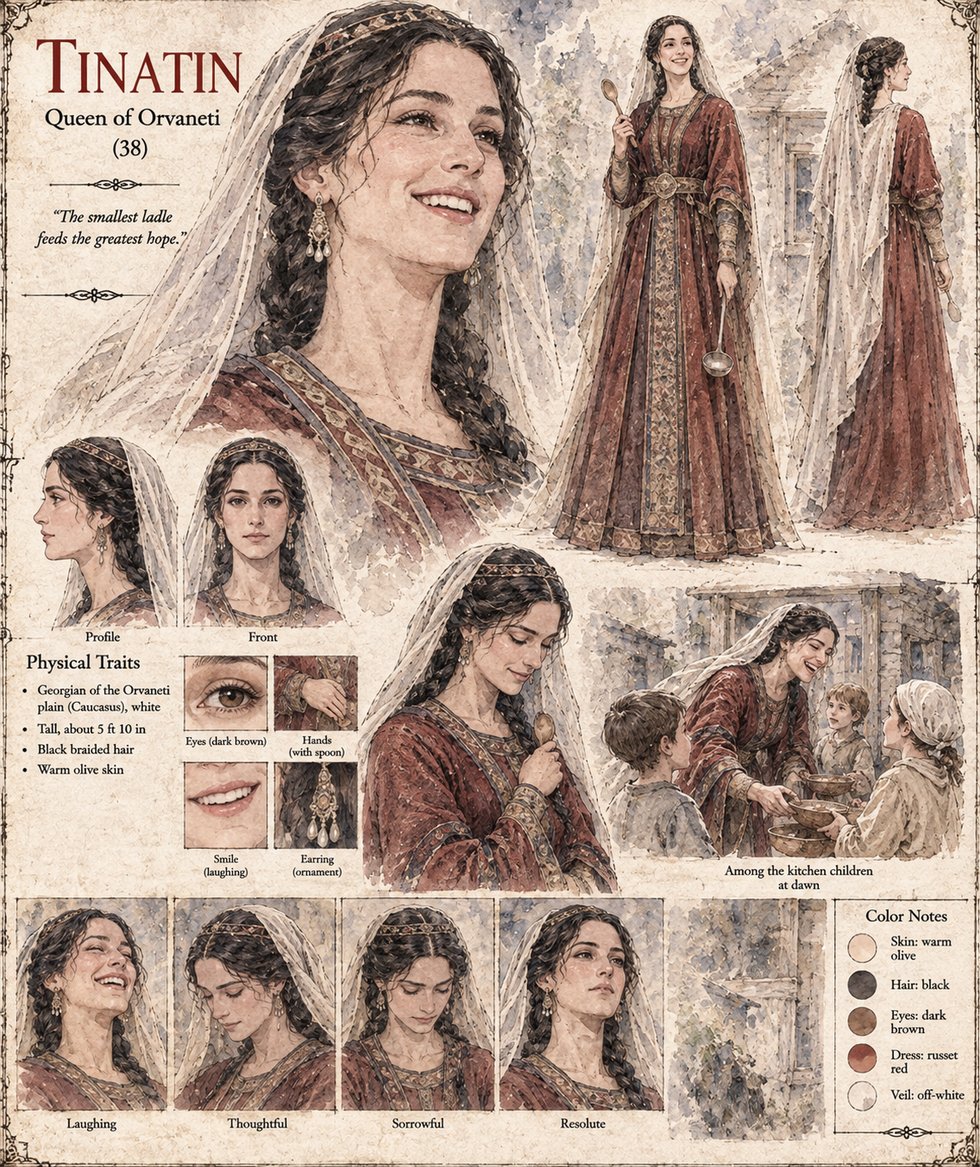 TINATIN
Queen of Orvaneti
(38)
“The smallest ladle
feeds the greatest hope.”
Profile
Front
Physical Traits
• Georgian of the Orvaneti
plain (Caucasus), white
• Tall, about 5 ft 10 in
• Black braided hair
• Warm olive skin
Eyes (dark brown)
Hands
(with spoon)
Smile
(laughing)
Earring
(ornament)
Among the kitchen children
at dawn
Laughing
Thoughtful
Sorrowful
Resolute
Color Notes
Skin: warm
olive
Hair: black
Eyes: dark
brown
Dress: russet
red
Veil: off-white